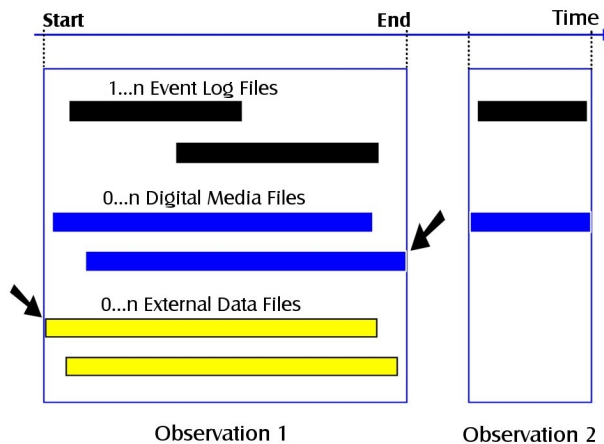 Start End Time
1...n Event Log Files
0...n Digital Media Files
0...n External Data Files
Observation 1 Observation 2